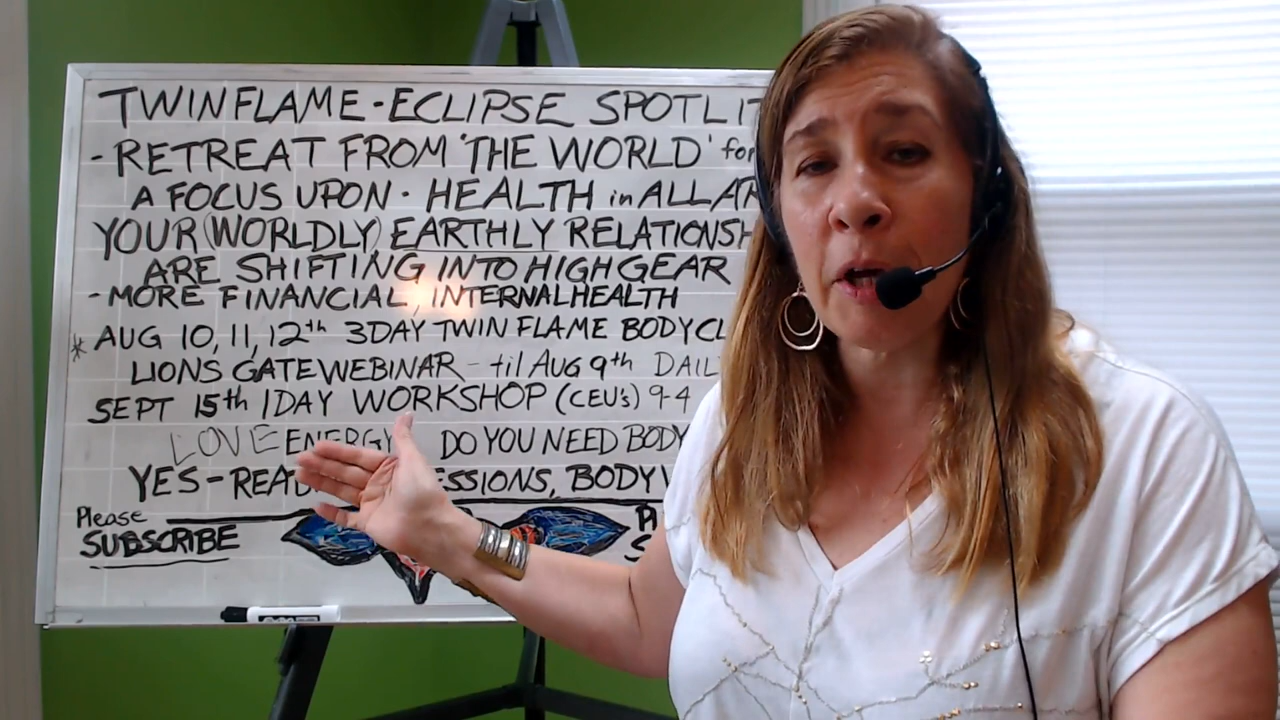 TWINFLAME - ECLIPSE SPOTLI
- RETREAT FROM 'THE WORLD' for
A FOCUS UPON · HEALTH in ALL
YOUR (WORLDLY) EARTHLY RELATIONSH
ARE SHIFTING INTO HIGH GEAR
- MORE FINANCIAL, INTERNAL HEALTH
* AUG 10, 11, 12th 3DAY TWIN FLAME BODY
LIONS GATE WEBINAR - til AUG 9th DAIL
SEPT 15th 1DAY WORKSHOP (CEU's) 9-4
LOVE ENERGY DO YOU NEED BODY
YES - READ ESSIONS, BODY
Please
SUBSCRIBE